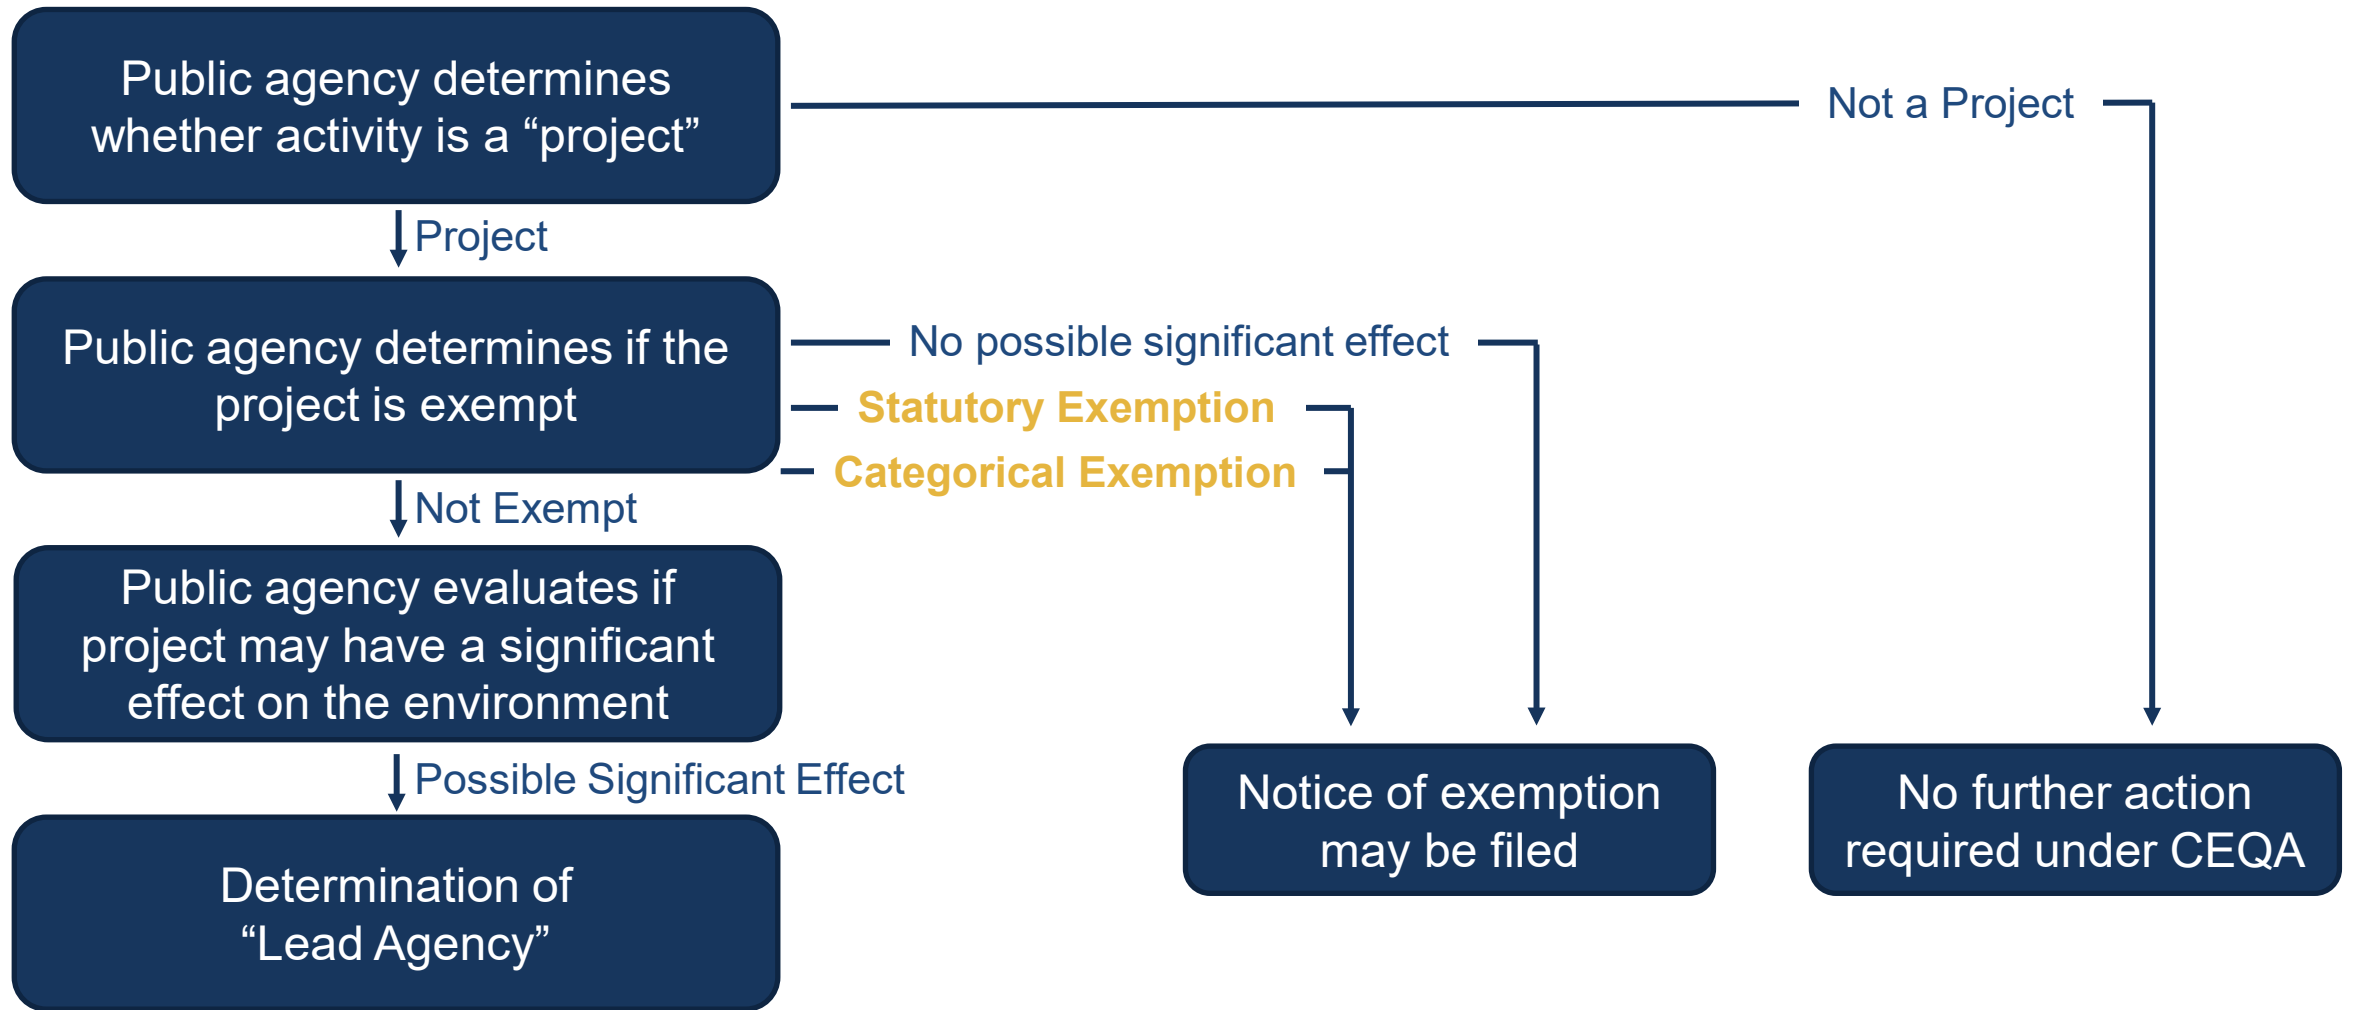 Public agency determines
whether activity is a “project”
Not a Project
Project
Public agency determines if the
project is exempt
No possible significant effect
Statutory Exemption
Categorical Exemption
Not Exempt
Public agency evaluates if
project may have a significant
effect on the environment
Possible Significant Effect
Notice of exemption
may be filed
No further action
required under CEQA
Determination of
“Lead Agency”